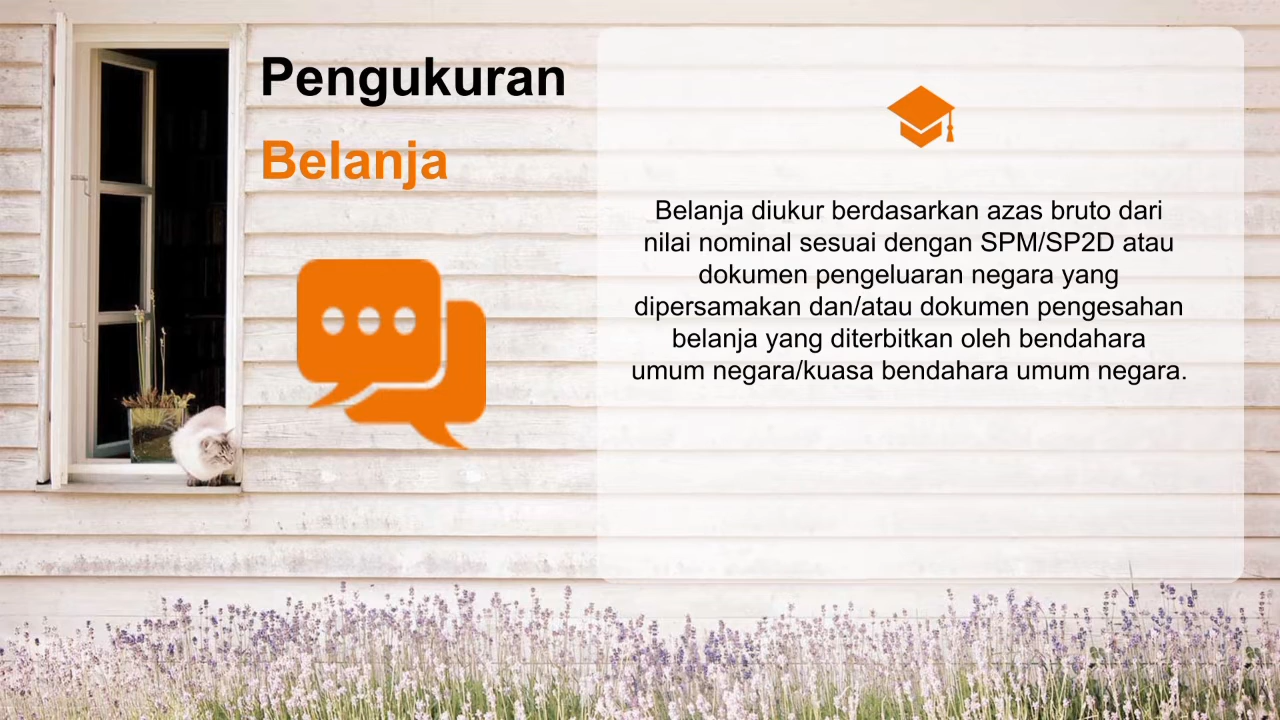 Pengukuran
Belanja
Belanja diukur berdasarkan azas bruto dari
nilai nominal sesuai dengan SPM/SP2D atau
dokumen pengeluaran negara yang
dipersamakan dan/atau dokumen pengesahan
belanja yang diterbitkan oleh bendahara
umum negara/kuasa bendahara umum negara.